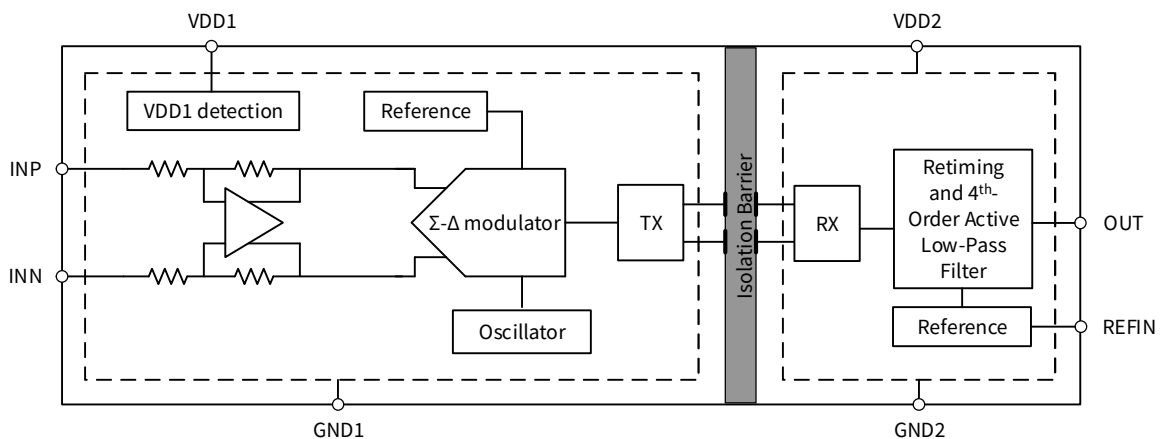 VDD1
VDD2
VDD1 detection
Reference
INP
INN
Σ-Δ modulator
Oscillator
TX
Isolation Barrier
RX
Retiming
and 4th-
Order Active
Low-Pass
Filter
Reference
OUT
REFIN
GND1
GND2